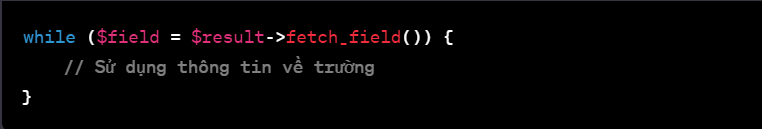 while ($field = $result->fetch_field()) {
    // Sử dụng thông tin về trường
}